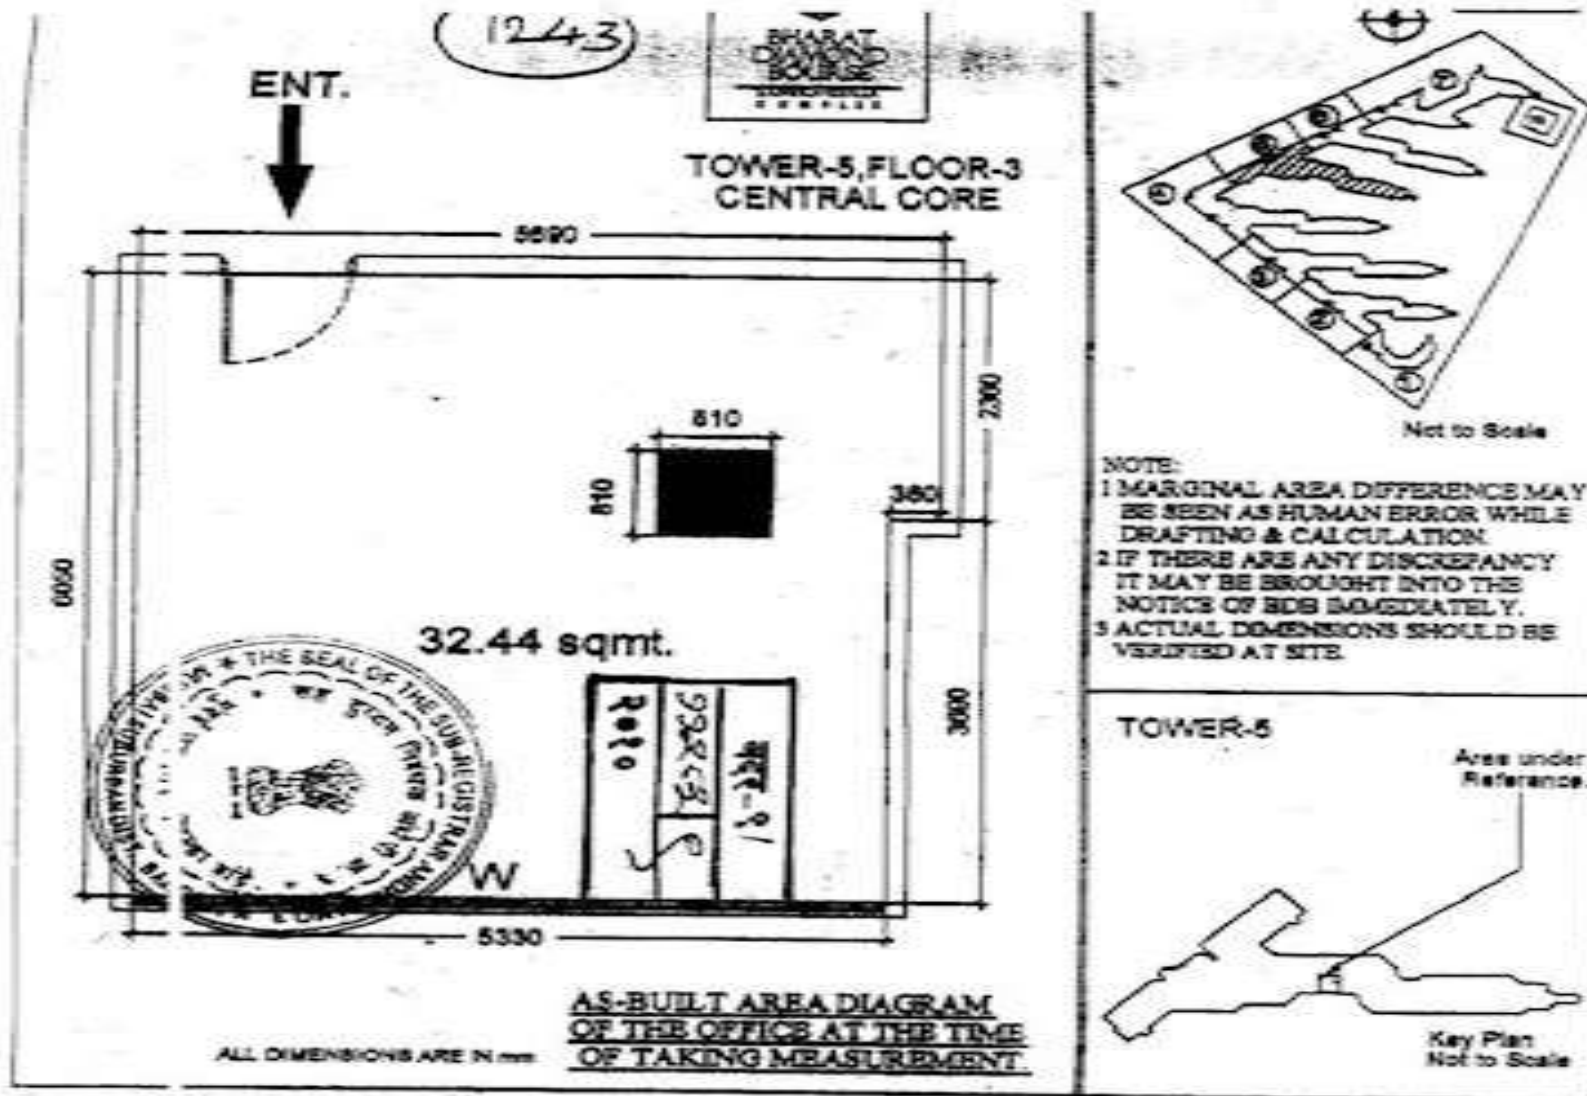 1243
BHARAT
DIAMOND
BOURSE
COMPLEX
ENT.
TOWER-5,FLOOR-3
CENTRAL CORE
5690
2300
810
810
360
32.44 sqmt.
THE SEAL OF THE SUB-REGISTRAR AND
२०१०
W
5330
AS-BUILT AREA DIAGRAM
OF THE OFFICE AT THE TIME
OF TAKING MEASUREMENT
ALL DIMENSIONS ARE IN mm
Not to Scale
NOTE:
1 MARGINAL AREA DIFFERENCE MAY
BE SEEN AS HUMAN ERROR WHILE
DRAFTING & CALCULATION.
2 IF THERE ARE ANY DISCREPANCY
IT MAY BE BROUGHT INTO THE
NOTICE OF BDB IMMEDIATELY.
3 ACTUAL DIMENSIONS SHOULD BE
VERIFIED AT SITE.
TOWER-5
Area under
Reference.
Key Plan
Not to Scale